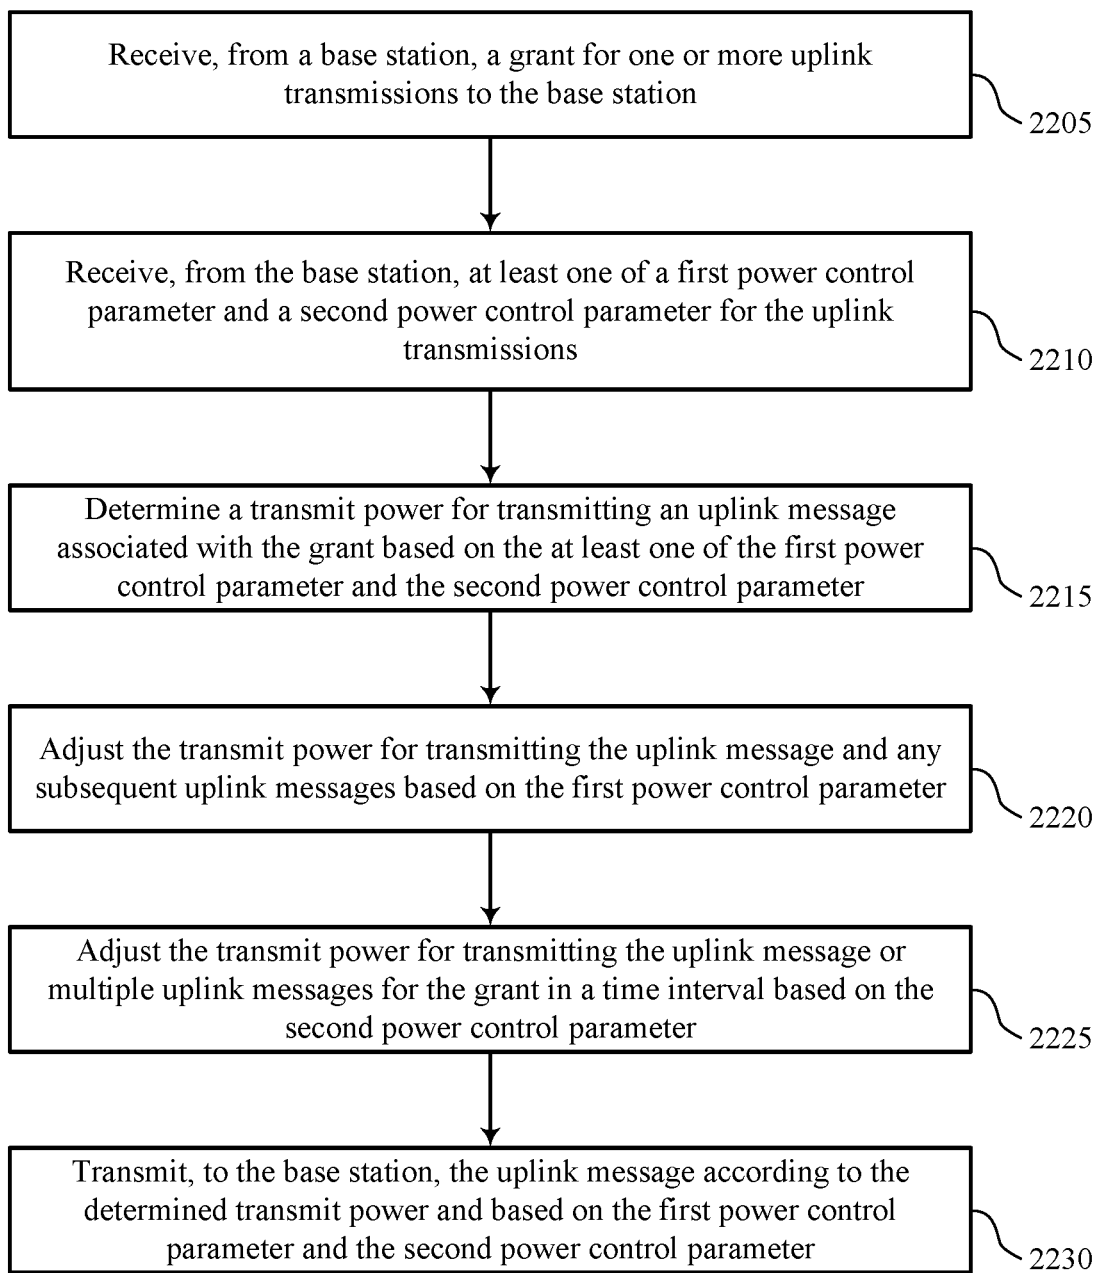 Receive, from a base station, a grant for one or more uplink
transmissions to the base station
2205
Receive, from the base station, at least one of a first power control
parameter and a second power control parameter for the uplink
transmissions
2210
Determine a transmit power for transmitting an uplink message
associated with the grant based on the at least one of the first power
control parameter and the second power control parameter
2215
Adjust the transmit power for transmitting the uplink message and any
subsequent uplink messages based on the first power control parameter
2220
Adjust the transmit power for transmitting the uplink message or
multiple uplink messages for the grant in a time interval based on the
second power control parameter
2225
Transmit, to the base station, the uplink message according to the
determined transmit power and based on the first power control
parameter and the second power control parameter
2230